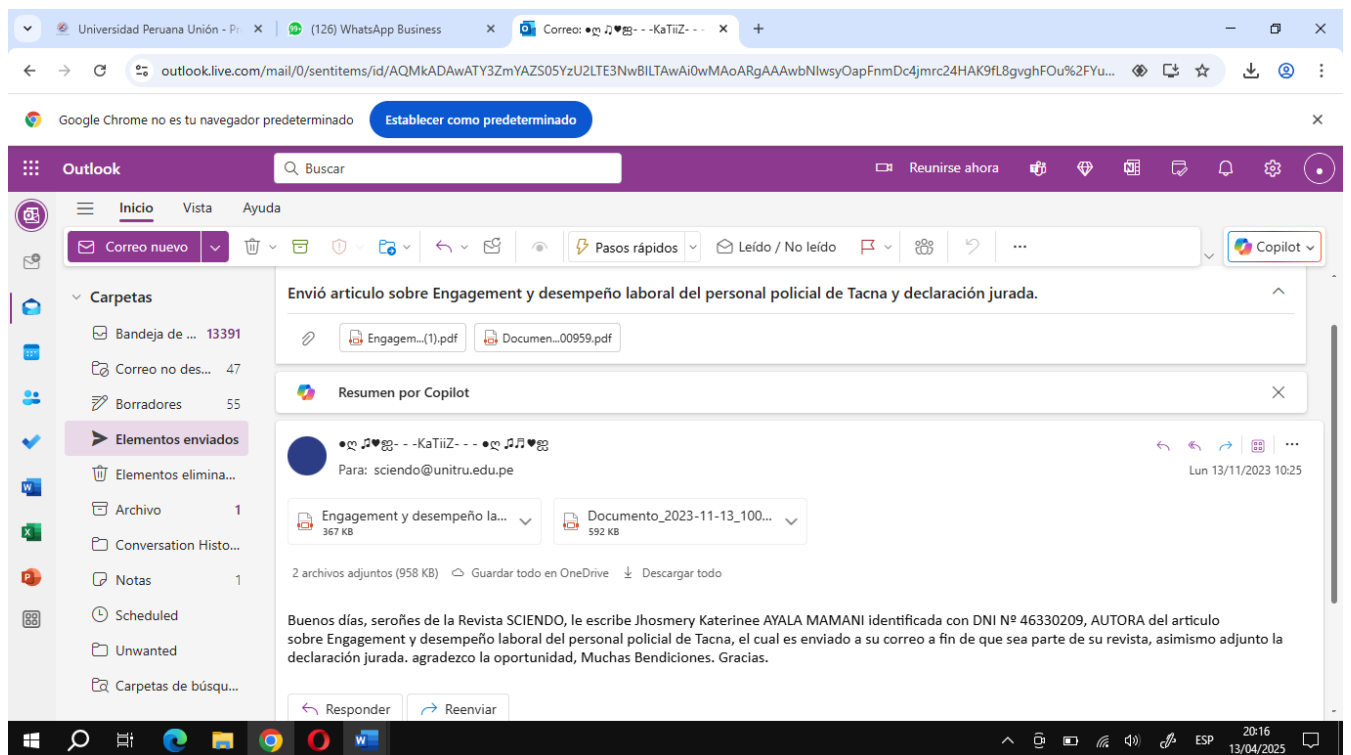 Universidad Peruana Unión - Pr
(126) WhatsApp Business
Correo: ●ღ ♫♥ஐ- - -KaTiiZ- - -
outlook.live.com/mail/0/sentitems/id/AQMkADAwATY3ZmYAZS05YzU2LTE3NwBlLTAwAi0wMAoARgAAAwbNlwsyOapFnmDc4jmrc24HAK9fL8gvghFOu%2FYu...
Google Chrome no es tu navegador predeterminado
Establecer como predeterminado
Outlook
Buscar
Reunirse ahora
Inicio Vista Ayuda
Correo nuevo
Pasos rápidos
Leído / No leído
Copilot
Carpetas
Bandeja de ... 13391
Correo no des... 47
Borradores 55
Elementos enviados
Elementos elimina...
Archivo 1
Conversation Histo...
Notas 1
Scheduled
Unwanted
Carpetas de búsqu...
Envió articulo sobre Engagement y desempeño laboral del personal policial de Tacna y declaración jurada.
Engagem...(1).pdf
Documen...00959.pdf
Resumen por Copilot
●ღ ♫♥ஐ- - -KaTiiZ- - - ●ღ ♫♬♥ஐ
Para: sciendo@unitru.edu.pe
Lun 13/11/2023 10:25
Engagement y desempeño la...
367 KB
Documento_2023-11-13_100...
592 KB
2 archivos adjuntos (958 KB) Guardar todo en OneDrive Descargar todo
Buenos días, seroñes de la Revista SCIENDO, le escribe Jhosmery Katerinee AYALA MAMANI identificada con DNI Nº 46330209, AUTORA del articulo
sobre Engagement y desempeño laboral del personal policial de Tacna, el cual es enviado a su correo a fin de que sea parte de su revista, asimismo adjunto la
declaración jurada. agradezco la oportunidad, Muchas Bendiciones. Gracias.
Responder
Reenviar
ESP
20:16
13/04/2025